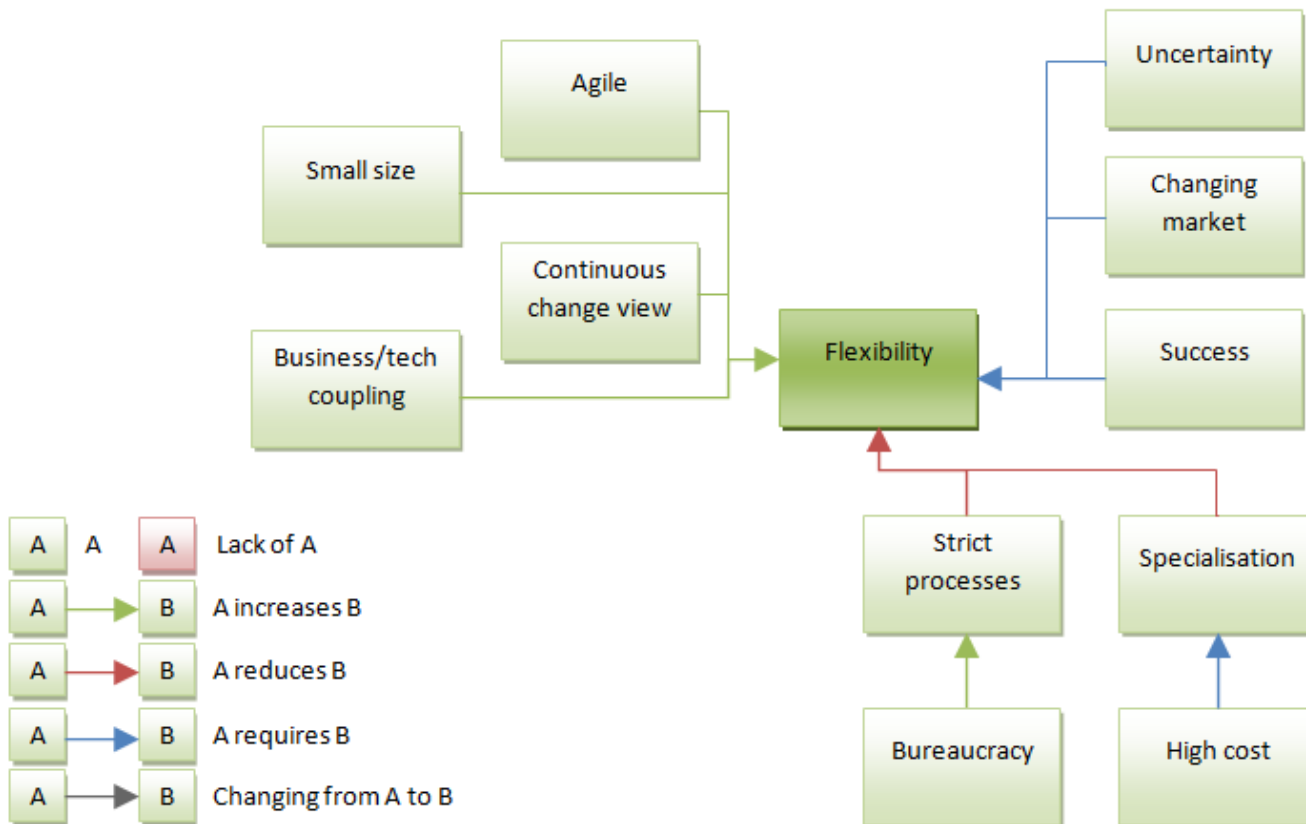 Agile
Uncertainty
Small size
Changing
market
Continuous
change view
Business/tech
coupling
Flexibility
Success
Strict
processes
Specialisation
Bureaucracy
High cost
A A A Lack of A
A B A increases B
A B A reduces B
A B A requires B
A B Changing from A to B